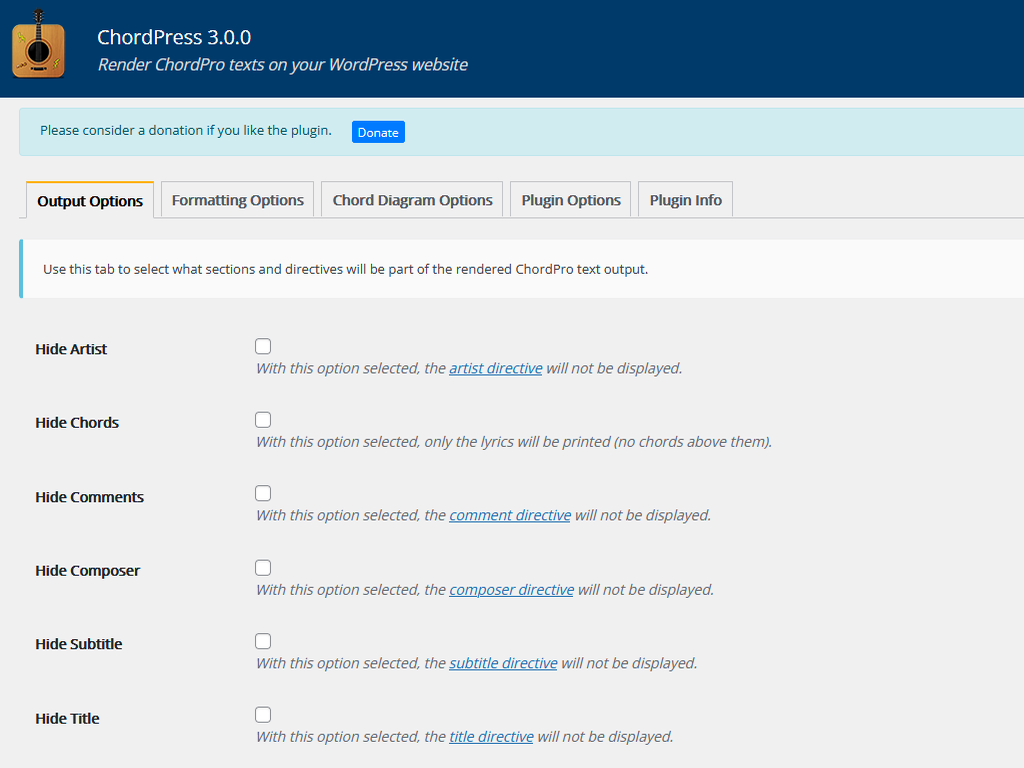 ChordPress 3.0.0
Render ChordPro texts on your WordPress website
Please consider a donation if you like the plugin. Donate
Output Options Formatting Options Chord Diagram Options Plugin Options Plugin Info
Use this tab to select what sections and directives will be part of the rendered ChordPro text output.
Hide Artist
With this option selected, the artist directive will not be displayed.
Hide Chords
With this option selected, only the lyrics will be printed (no chords above them).
Hide Comments
With this option selected, the comment directive will not be displayed.
Hide Composer
With this option selected, the composer directive will not be displayed.
Hide Subtitle
With this option selected, the subtitle directive will not be displayed.
Hide Title
With this option selected, the title directive will not be displayed.